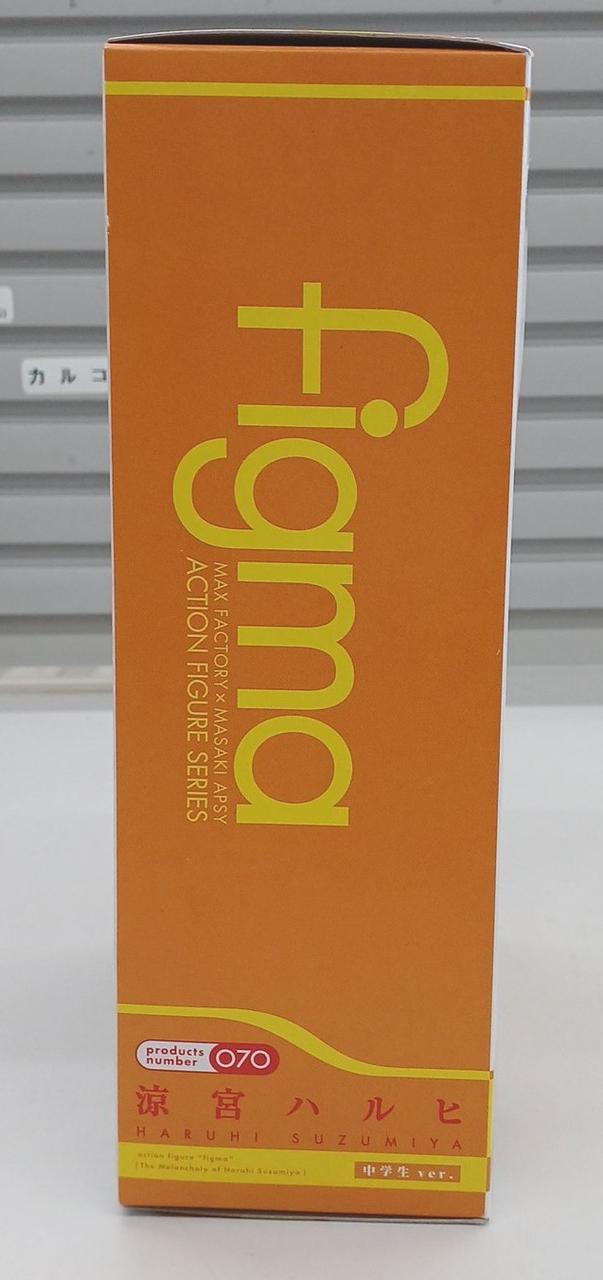 figma
MAX FACTORY × MASAKI APSY
ACTION FIGURE SERIES
カルコ
products
number
070
涼宮ハルヒ
HARUHI SUZUMIYA
action figure "figma"
[The Melancholy of Haruhi Suzumiya]
中学生 ver.